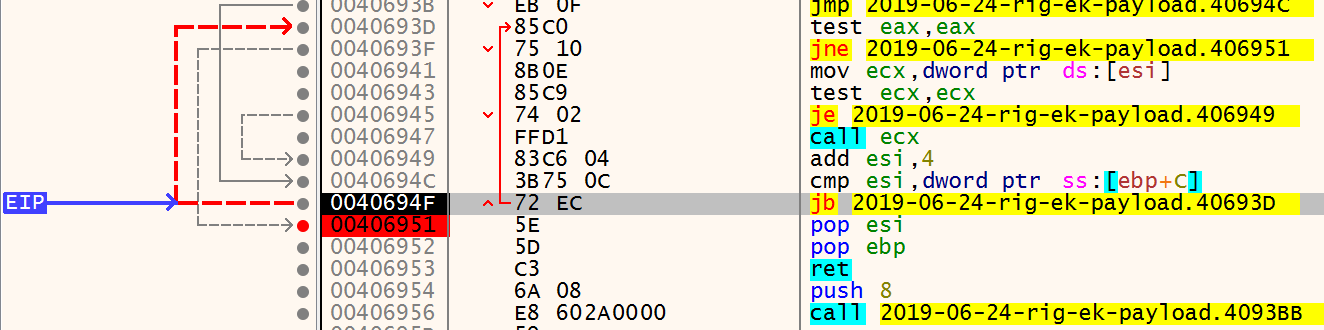 0040693B EB 0F jmp 2019-06-24-rig-ek-payload.40694C
0040693D 85C0 test eax,eax
0040693F 75 10 jne 2019-06-24-rig-ek-payload.406951
00406941 8B0E mov ecx,dword ptr ds:[esi]
00406943 85C9 test ecx,ecx
00406945 74 02 je 2019-06-24-rig-ek-payload.406949
00406947 FFD1 call ecx
00406949 83C6 04 add esi,4
0040694C 3B75 0C cmp esi,dword ptr ss:[ebp+C]
EIP 0040694F 72 EC jb 2019-06-24-rig-ek-payload.40693D
00406951 5E pop esi
00406952 5D pop ebp
00406953 C3 ret
00406954 6A 08 push 8
00406956 E8 602A0000 call 2019-06-24-rig-ek-payload.4093BB